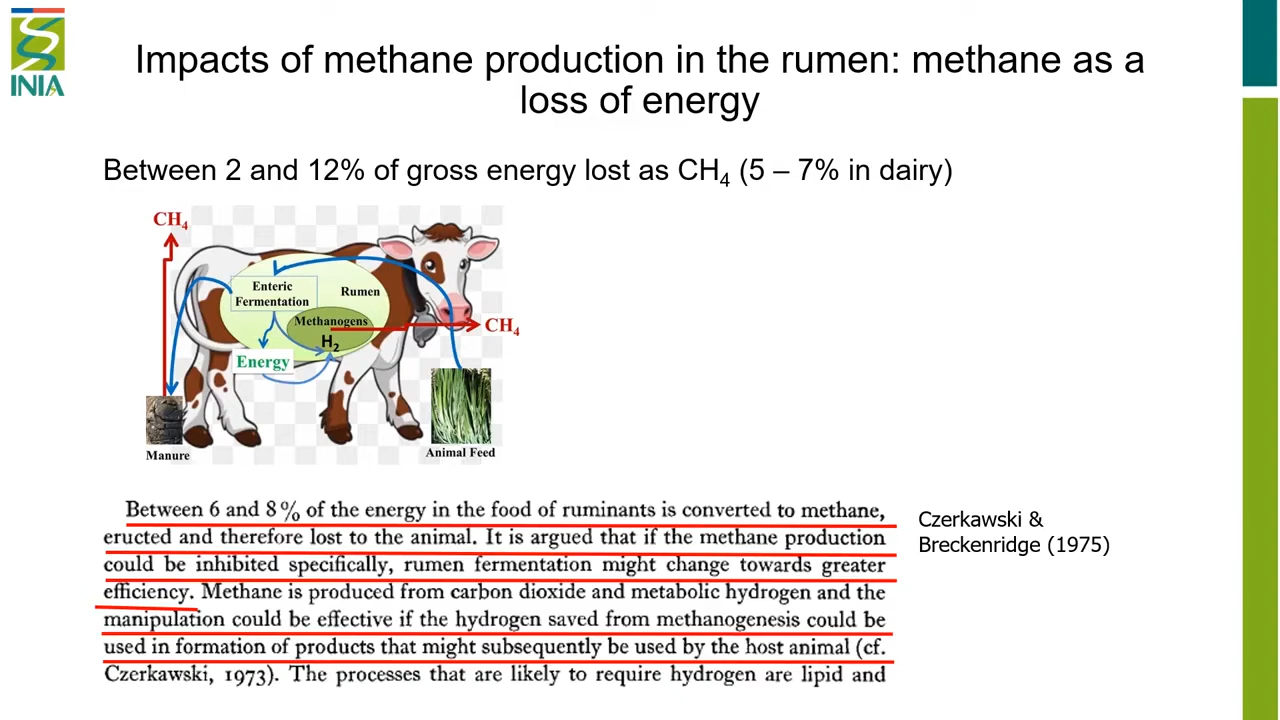 INIA
Impacts of methane production in the rumen: methane as a
loss of energy
Between 2 and 12% of gross energy lost as CH₄ (5 – 7% in dairy)
CH₄
Enteric
Fermentation
Rumen
Methanogens
H₂
CH₄
Energy
Manure
Animal Feed
Between 6 and 8% of the energy in the food of ruminants is converted to methane,
eructed and therefore lost to the animal. It is argued that if the methane production
could be inhibited specifically, rumen fermentation might change towards greater
efficiency. Methane is produced from carbon dioxide and metabolic hydrogen and the
manipulation could be effective if the hydrogen saved from methanogenesis could be
used in formation of products that might subsequently be used by the host animal (cf.
Czerkawski, 1973). The processes that are likely to require hydrogen are lipid and
Czerkawski &
Breckenridge (1975)